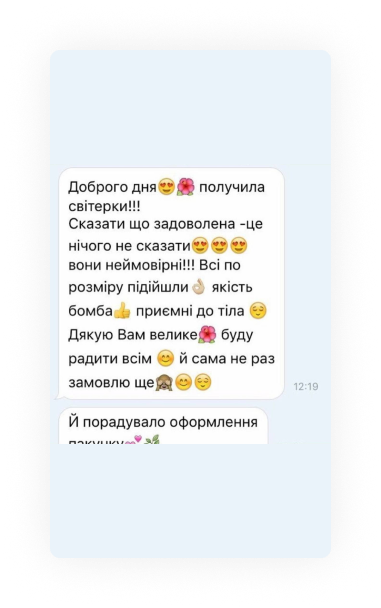 Доброго дня😍🌺 получила
світерки!!!
Сказати що задоволена -це
нічого не сказати😍😍😍
вони неймовірні!!! Всі по
розміру підійшли👌🏼 якість
бомба👍 приємні до тіла 😌
Дякую Вам велике🌺 буду
радити всім 😊 й сама не раз
замовлю ще🙈😊😌
12:19
Й порадувало оформлення
пакунку💕🌿